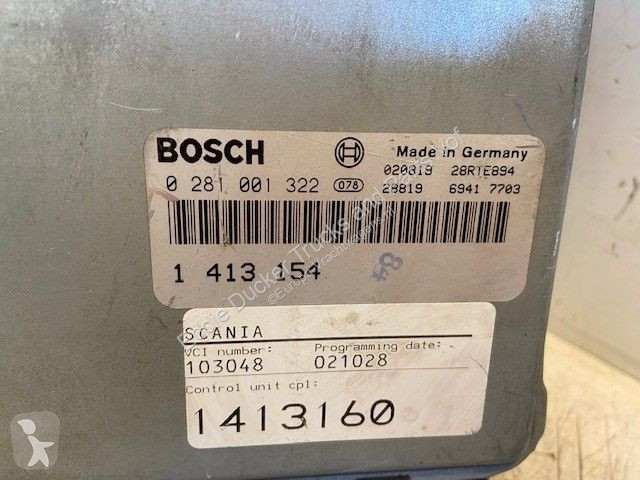 BOSCH Made in Germany
020819 28RTE894
0 281 001 322 078 28819 6941 7703
1 413 154 84
SCANIA
VCI number: Programming date:
103048 021028
Control unit cpl:
1413160